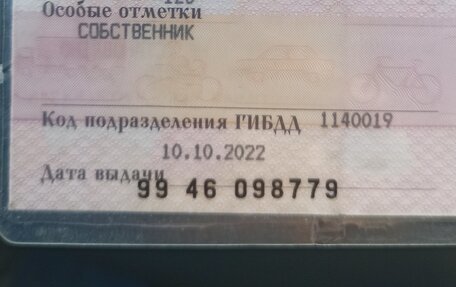 Особые отметки
СОБСТВЕННИК
Код подразделения ГИБДД 1140019
10.10.2022
Дата выдачи
99 46 098779